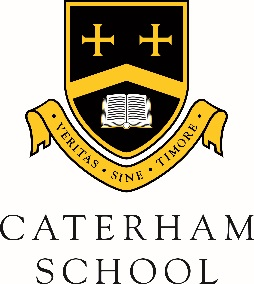 · VERITAS · SINE · TIMORE ·
CATERHAM
SCHOOL